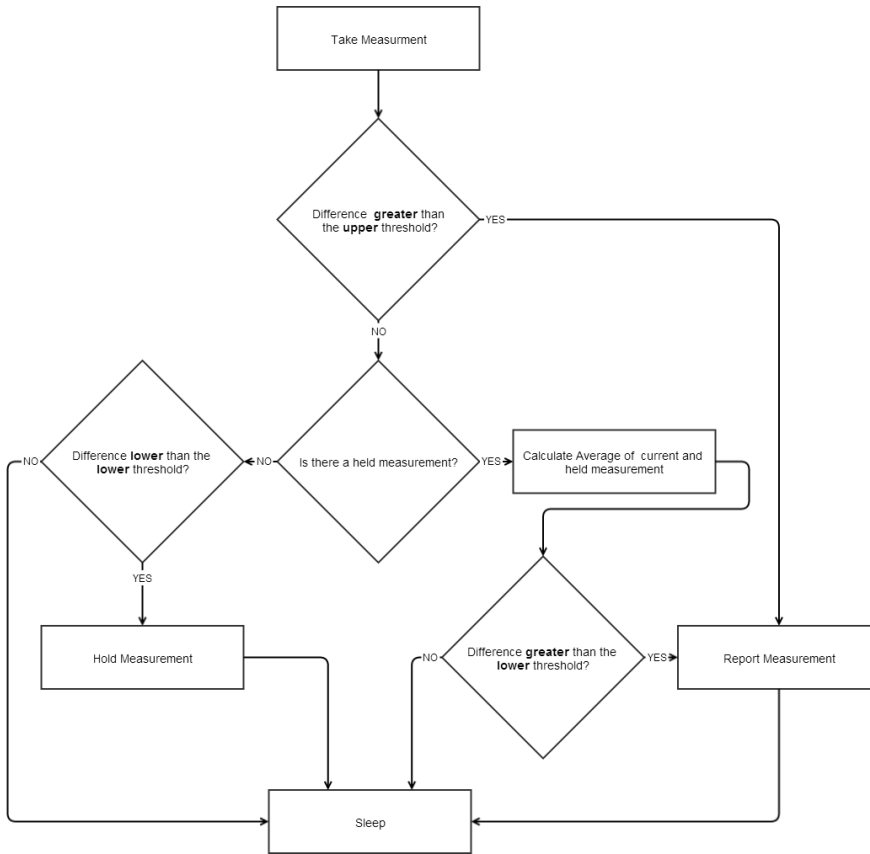 Take Measurment
Difference greater than
the upper threshold?
YES
NO
Difference lower than the
lower threshold?
NO
Is there a held measurement?
NO
YES
Calculate Average of current and
held measurement
YES
Hold Measurement
Difference greater than the
lower threshold?
NO
YES
Report Measurement
Sleep